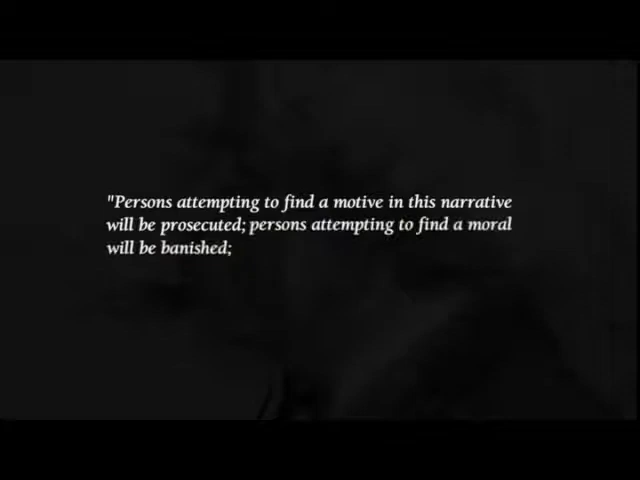 "Persons attempting to find a motive in this narrative
will be prosecuted; persons attempting to find a moral
will be banished;